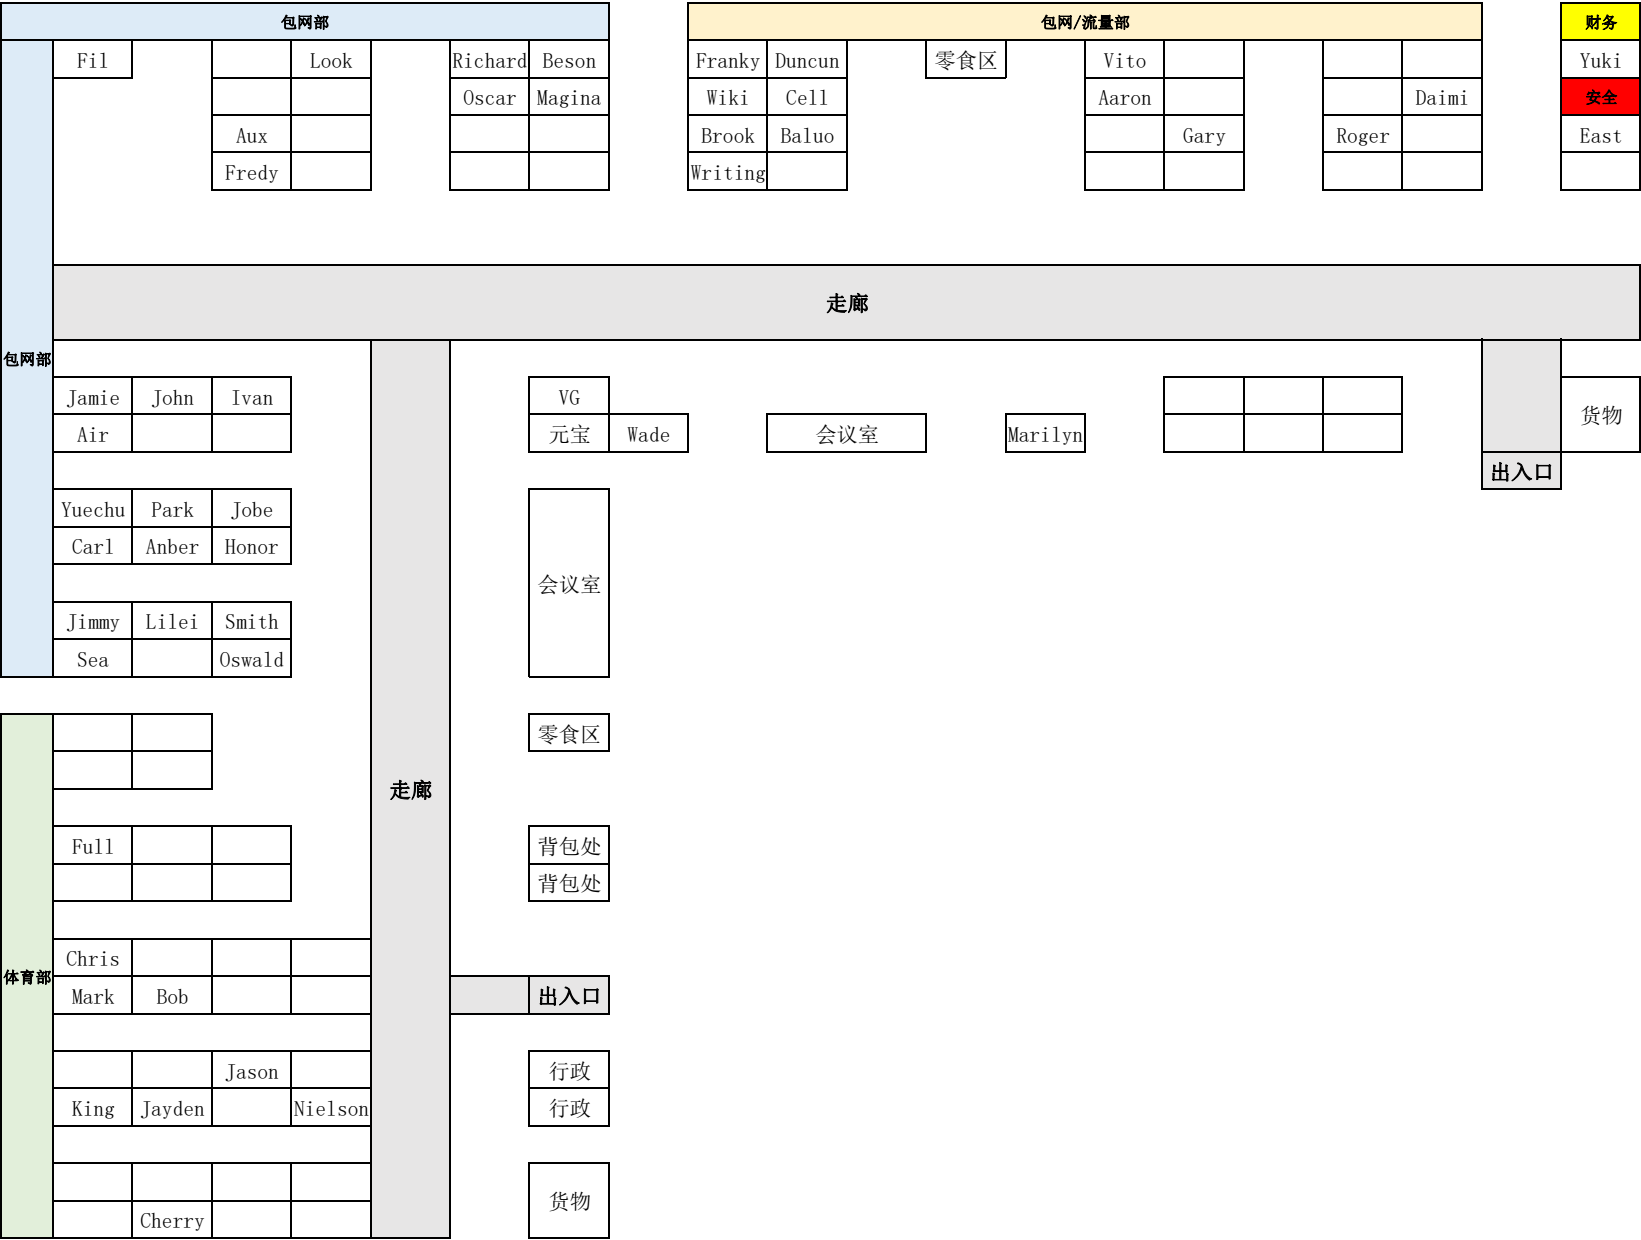 包网部 包网/流量部 财务
Fil Look Richard Beson Franky Duncun 零食区 Vito Yuki
Oscar Magina Wiki Cell Aaron Daimi 安全
Aux Brook Baluo Gary Roger East
Fredy Writing
走廊
包网部
Jamie John Ivan VG 货物
Air 元宝 Wade 会议室 Marilyn
出入口
Yuechu Park Jobe
Carl Anber Honor
会议室
Jimmy Lilei Smith
Sea Oswald
零食区
走廊
Full 背包处
背包处
Chris
体育部
Mark Bob 出入口
Jason 行政
King Jayden Nielson 行政
货物
Cherry